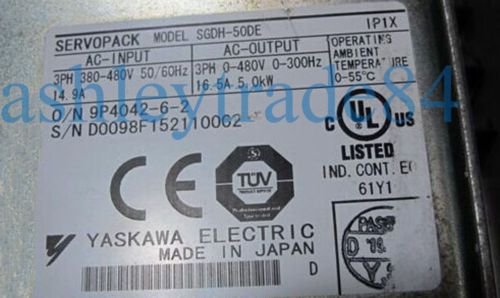 SERVOPACK MODEL SGDH-50DE IP1X
AC-INPUT AC-OUTPUT OPERATING AMBIENT TEMPERATURE
3PH 380-480V 50/60Hz 3PH 0-480V 0-300Hz 0-55°C
14.9A 16.5A 5.0kW
ashleytrade84
O/N 9P4042-6-2
S/N D0098F152110062
C UL US
LISTED
IND. CONT. EQ
61Y1
CE
TÜV
YASKAWA ELECTRIC
MADE IN JAPAN
D
PASS
D
Y